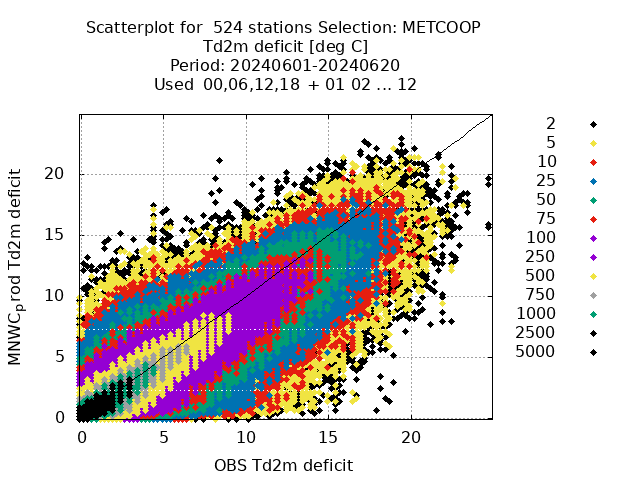 Scatterplot for  524 stations Selection: METCOOP
Td2m deficit [deg C]
Period: 20240601-20240620
Used  00,06,12,18 + 01 02 ... 12
MNWC_prod Td2m deficit
20
15
10
5
0
0 5 10 15 20
OBS Td2m deficit
2
5
10
25
50
75
100
250
500
750
1000
2500
5000